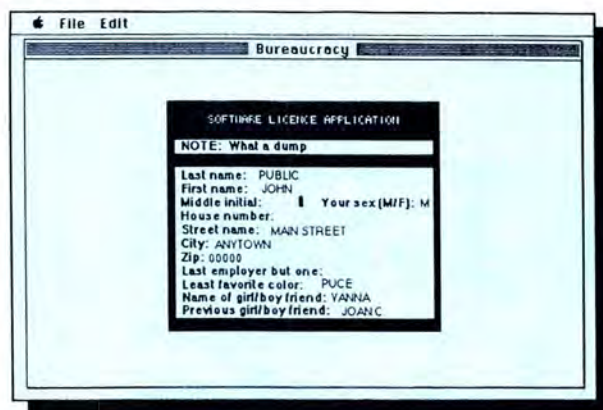 File Edit
Bureaucracy
SOFTWARE LICENCE APPLICATION
NOTE: What a dump
Last name: PUBLIC
First name: JOHN
Middle initial: Your sex (M/F): M
House number:
Street name: MAIN STREET
City: ANYTOWN
Zip: 00000
Last employer but one:
Least favorite color: PUCE
Name of girl/boy friend: VANNA
Previous girl/boy friend: JOAN C